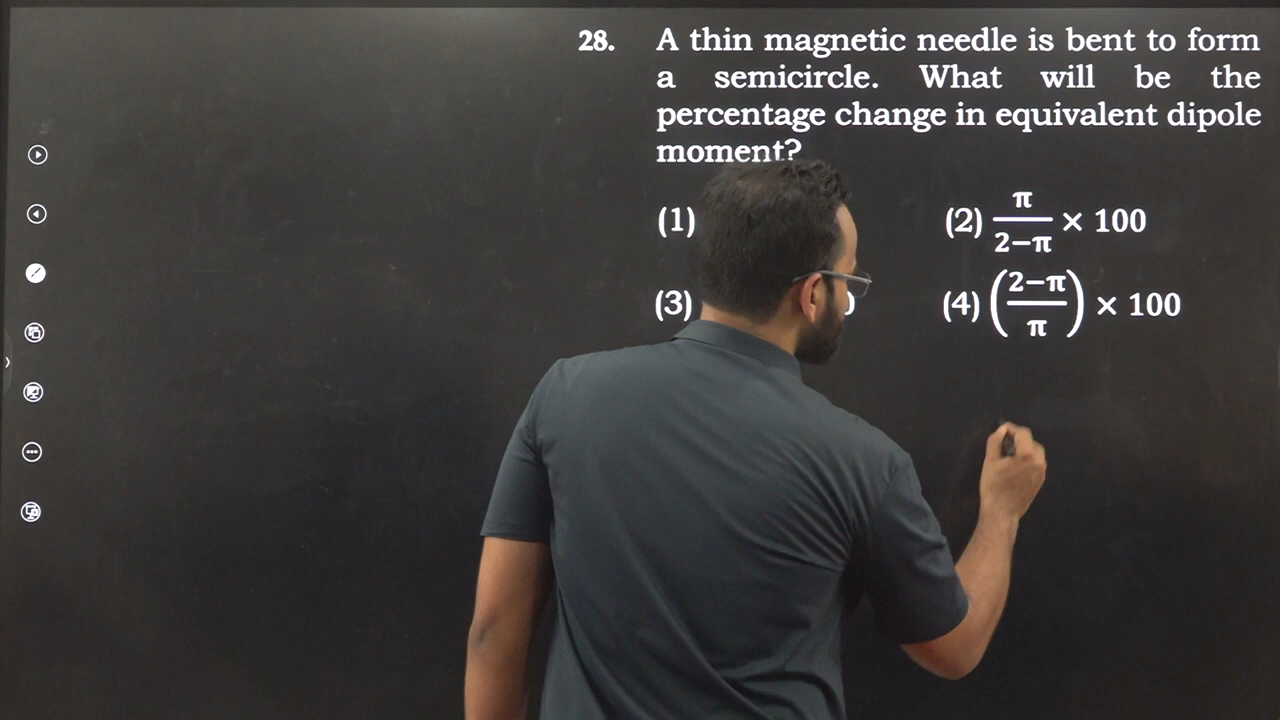 28. A thin magnetic needle is bent to form
a semicircle. What will be the
percentage change in equivalent dipole
moment?
(1) (2) π/2−π × 100
(3) (4) (2−π/π) × 100